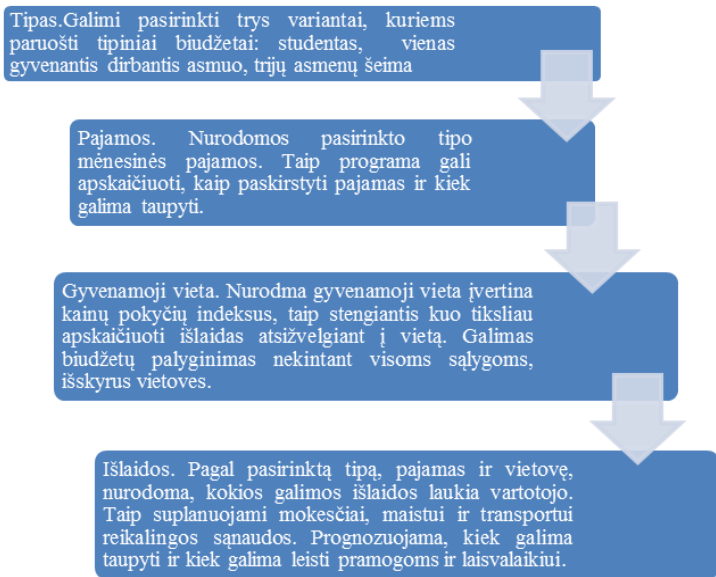 Tipas.Galimi pasirinkti trys variantai, kuriems
paruošti tipiniai biudžetai: studentas, vienas
gyvenantis dirbantis asmuo, trijų asmenų šeima
Pajamos. Nurodomos pasirinkto tipo
mėnesinės pajamos. Taip programa gali
apskaičiuoti, kaip paskirstyti pajamas ir kiek
galima taupyti.
Gyvenamoji vieta. Nurodma gyvenamoji vieta įvertina
kainų pokyčių indeksus, taip stengiantis kuo tiksliau
apskaičiuoti išlaidas atsižvelgiant į vietą. Galimas
biudžetų palyginimas nekintant visoms sąlygoms,
išskyrus vietoves.
Išlaidos. Pagal pasirinktą tipą, pajamas ir vietovę,
nurodoma, kokios galimos išlaidos laukia vartotojo.
Taip suplanuojami mokesčiai, maistui ir transportui
reikalingos sąnaudos. Prognozuojama, kiek galima
taupyti ir kiek galima leisti pramogoms ir laisvalaikiui.